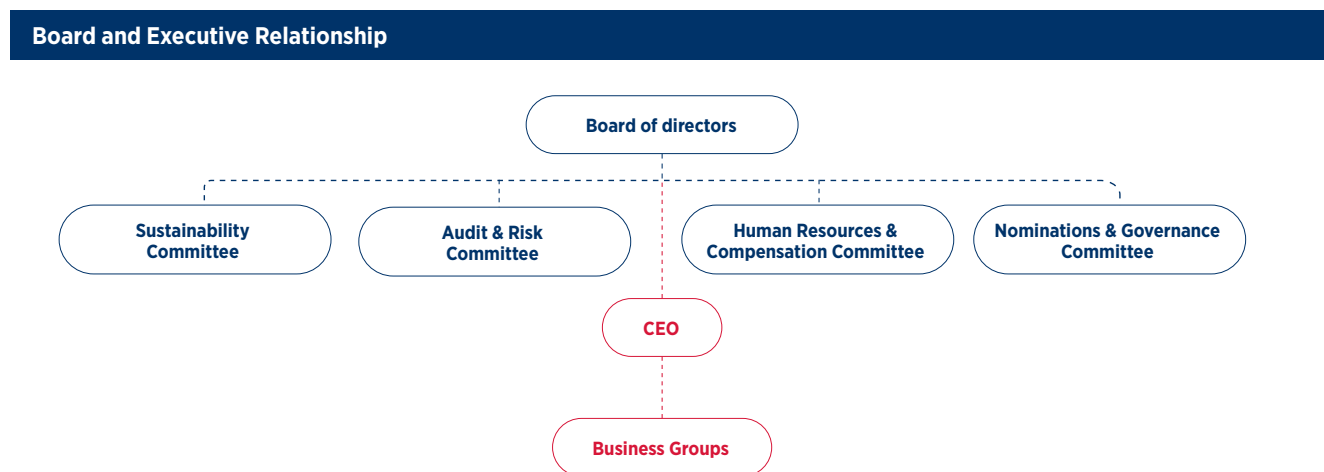 Board and Executive Relationship
Board of directors
Sustainability
Committee
Audit & Risk
Committee
Human Resources &
Compensation Committee
Nominations & Governance
Committee
CEO
Business Groups